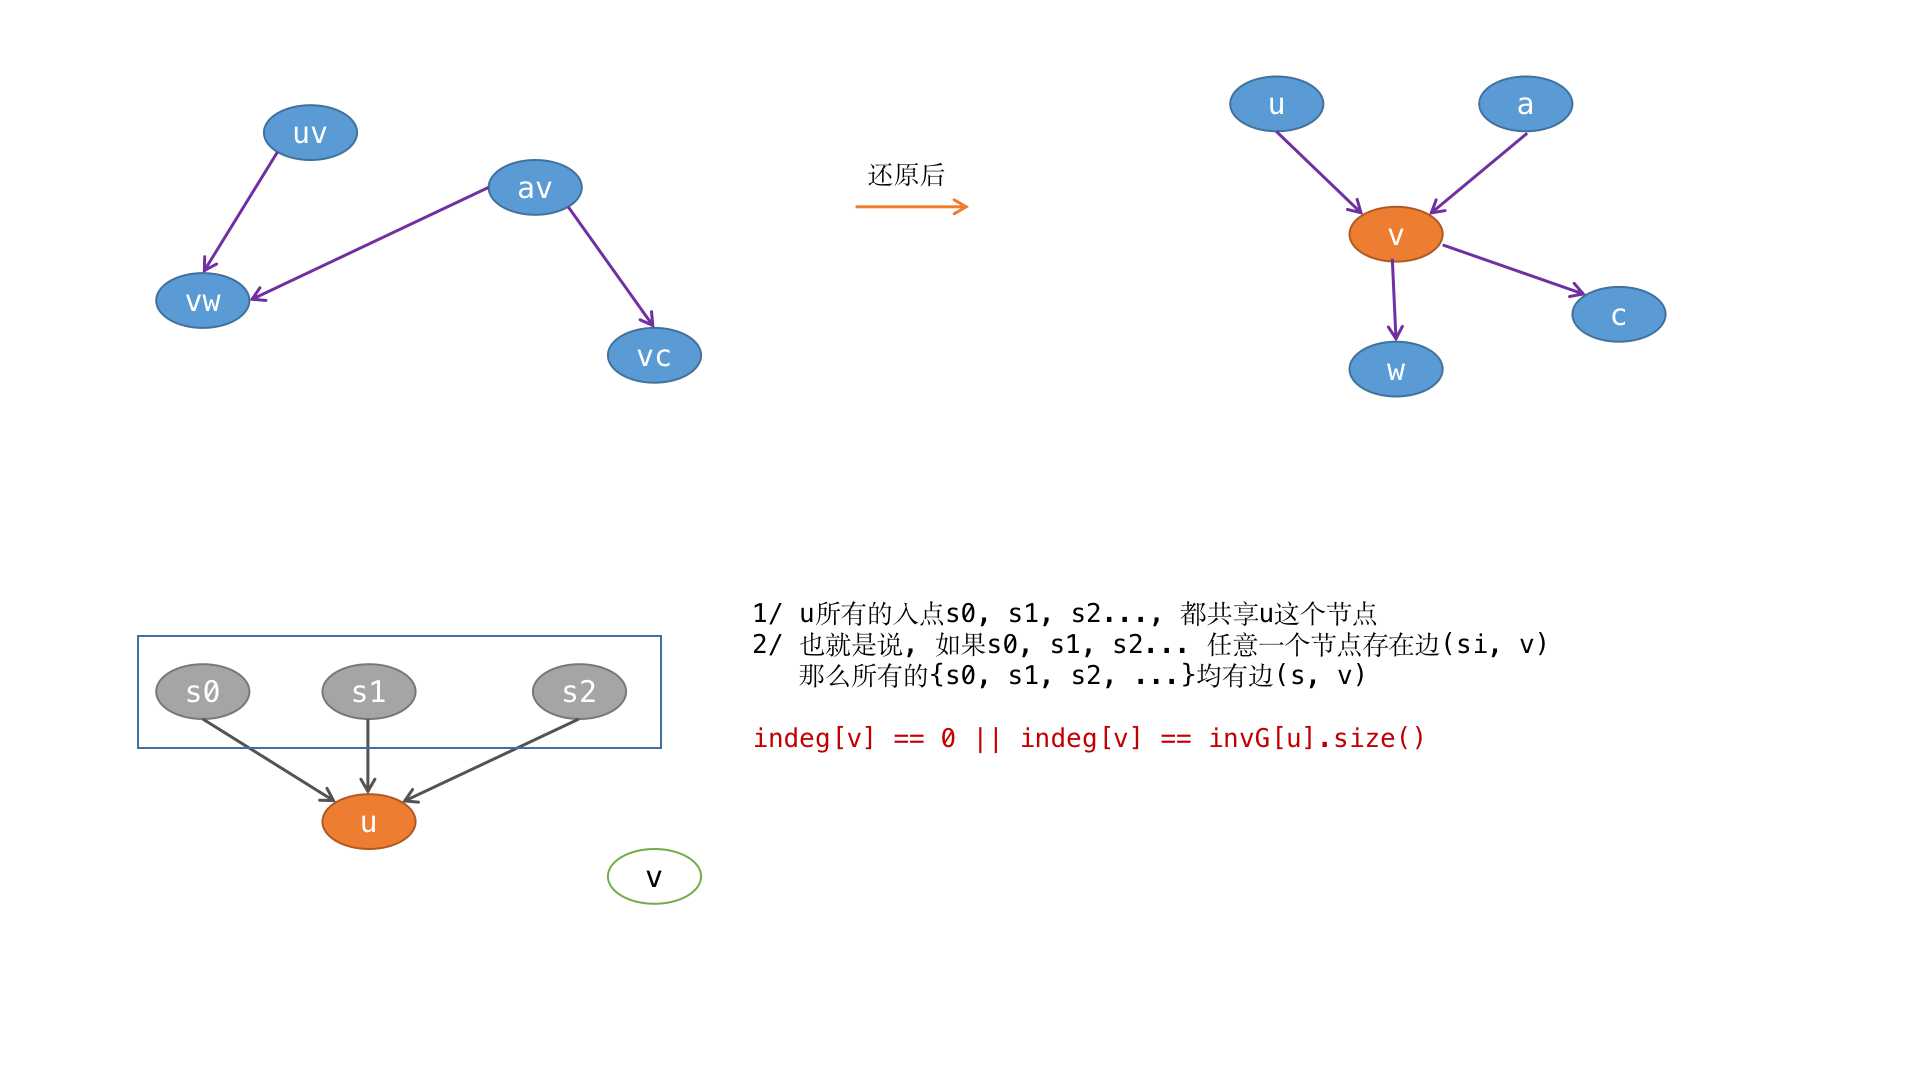 uv
av
vw
vc
还原后
u
a
v
c
w
1/ u所有的入点s0, s1, s2..., 都共享u这个节点
2/ 也就是说, 如果s0, s1, s2... 任意一个节点存在边(si, v)
那么所有的{s0, s1, s2, ...}均有边(s, v)
indeg[v] == 0 || indeg[v] == invG[u].size()
s0
s1
s2
u
v